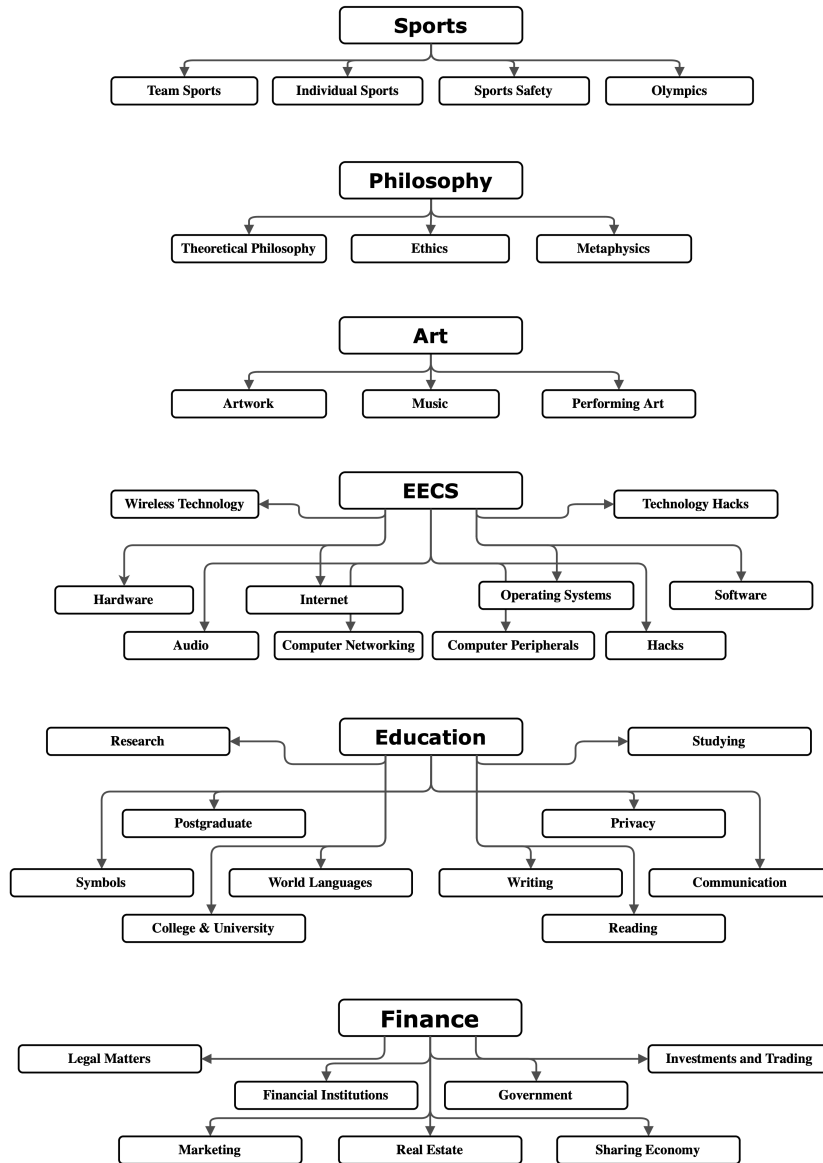 Sports
Team Sports
Individual Sports
Sports Safety
Olympics
Philosophy
Theoretical Philosophy
Ethics
Metaphysics
Art
Artwork
Music
Performing Art
EECS
Wireless Technology
Technology Hacks
Hardware
Internet
Operating Systems
Software
Audio
Computer Networking
Computer Peripherals
Hacks
Education
Research
Studying
Postgraduate
Privacy
Symbols
World Languages
Writing
Communication
College & University
Reading
Finance
Legal Matters
Investments and Trading
Financial Institutions
Government
Marketing
Real Estate
Sharing Economy